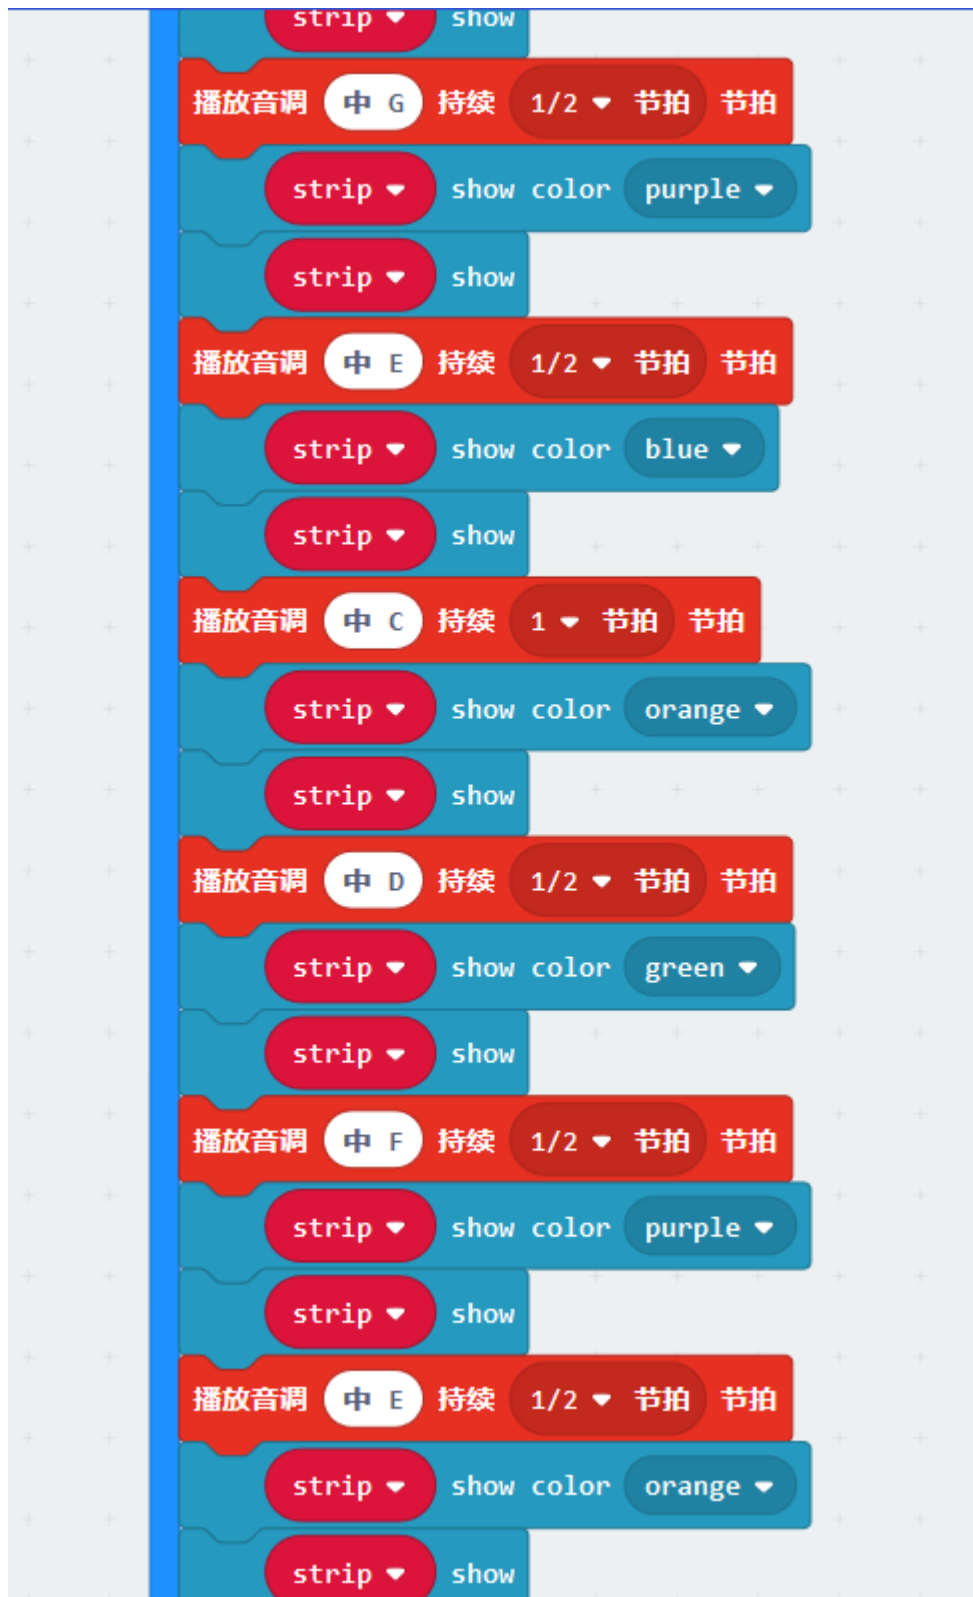 strip show
播放音调 中 G 持续 1/2 节拍 节拍
strip show color purple
strip show
播放音调 中 E 持续 1/2 节拍 节拍
strip show color blue
strip show
播放音调 中 C 持续 1 节拍 节拍
strip show color orange
strip show
播放音调 中 D 持续 1/2 节拍 节拍
strip show color green
strip show
播放音调 中 F 持续 1/2 节拍 节拍
strip show color purple
strip show
播放音调 中 E 持续 1/2 节拍 节拍
strip show color orange
strip show